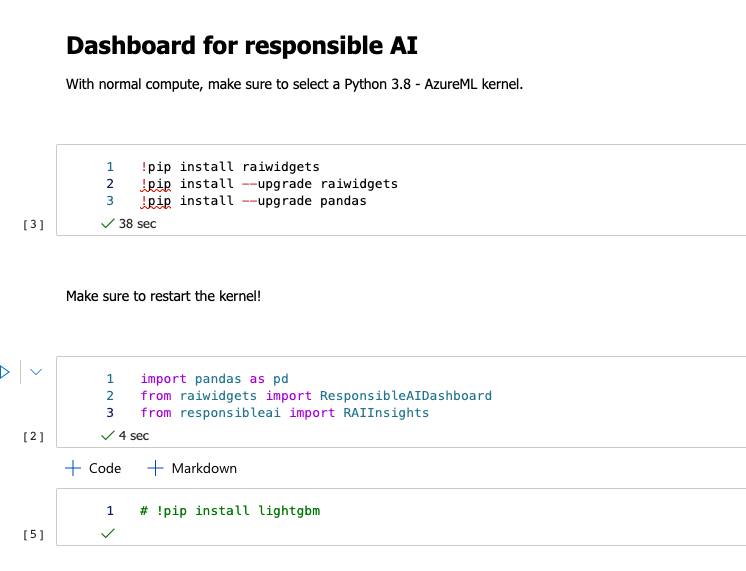 Dashboard for responsible AI
With normal compute, make sure to select a Python 3.8 - AzureML kernel.
1 !pip install raiwidgets
2 !pip install --upgrade raiwidgets
3 !pip install --upgrade pandas
[3] 38 sec
Make sure to restart the kernel!
1 import pandas as pd
2 from raiwidgets import ResponsibleAIDashboard
3 from responsibleai import RAIInsights
[2] 4 sec
Code Markdown
1 # !pip install lightgbm
[5]